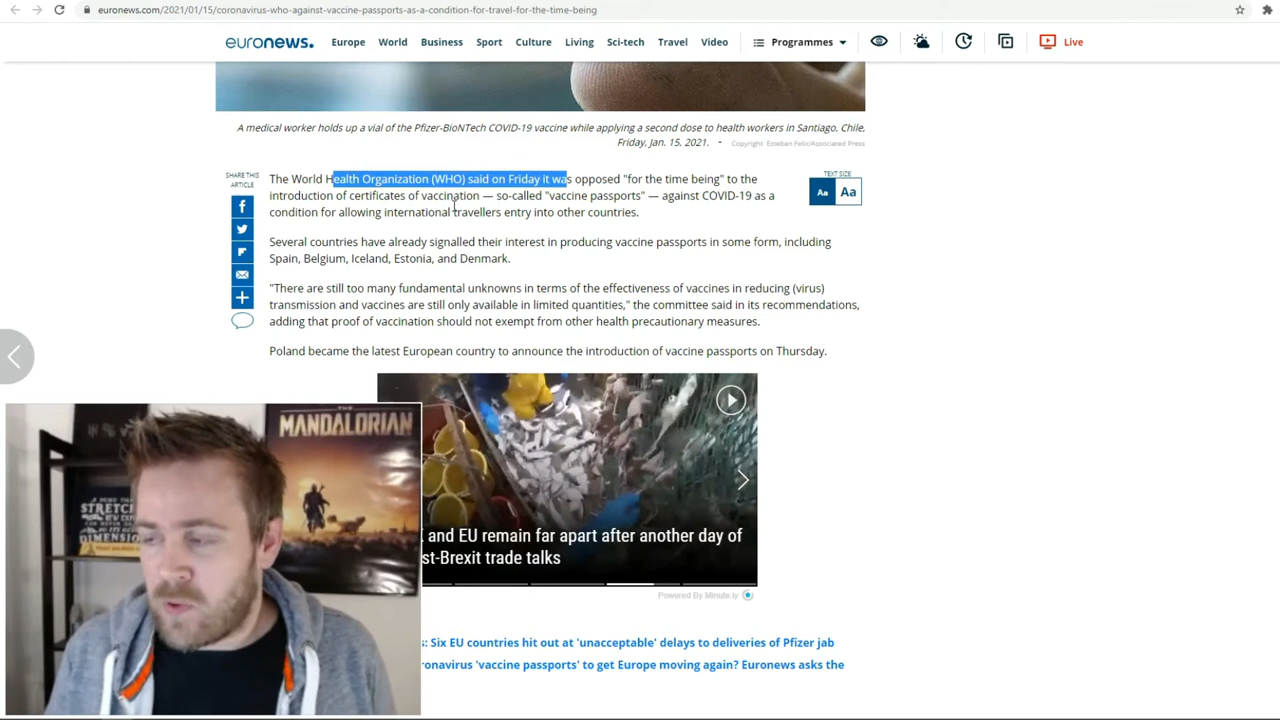 euronews.com/2021/01/15/coronavirus-who-against-vaccine-passports-as-a-condition-for-travel-for-the-time-being
euronews.
Europe World Business Sport Culture Living Sci-tech Travel Video Programmes Live
A medical worker holds up a vial of the Pfizer-BioNTech COVID-19 vaccine while applying a second dose to health workers in Santiago, Chile,
Friday, Jan. 15, 2021. - Copyright Esteban Felix/Associated Press
SHARE THIS
ARTICLE
TEXT SIZE
Aa Aa
The World Health Organization (WHO) said on Friday it was opposed "for the time being" to the
introduction of certificates of vaccination — so-called "vaccine passports" — against COVID-19 as a
condition for allowing international travellers entry into other countries.
Several countries have already signalled their interest in producing vaccine passports in some form, including
Spain, Belgium, Iceland, Estonia, and Denmark.
"There are still too many fundamental unknowns in terms of the effectiveness of vaccines in reducing (virus)
transmission and vaccines are still only available in limited quantities," the committee said in its recommendations,
adding that proof of vaccination should not exempt from other health precautionary measures.
Poland became the latest European country to announce the introduction of vaccine passports on Thursday.
and EU remain far apart after another day of
st-Brexit trade talks
Powered By Minute.ly
: Six EU countries hit out at 'unacceptable' delays to deliveries of Pfizer jab
ronavirus 'vaccine passports' to get Europe moving again? Euronews asks the
THE
MANDALORIAN
STRETCH
DIMENSION